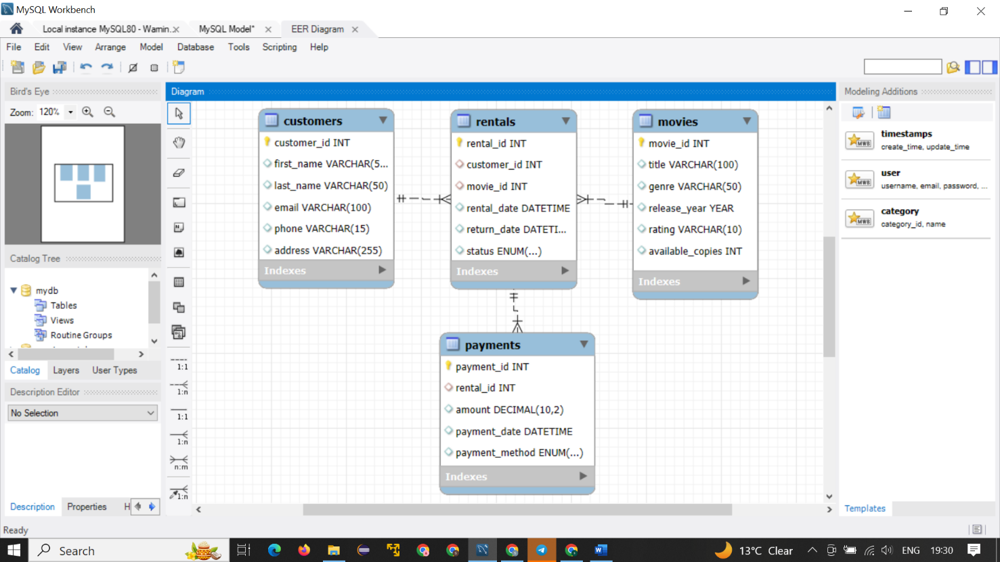 MySQL Workbench
Local instance MySQL80 - Warnin.. MySQL Model* EER Diagram
File Edit View Arrange Model Database Tools Scripting Help
Bird's Eye
Zoom: 120%
Diagram
customers
customer_id INT
first_name VARCHAR(5...
last_name VARCHAR(50)
email VARCHAR(100)
phone VARCHAR(15)
address VARCHAR(255)
Indexes
rentals
rental_id INT
customer_id INT
movie_id INT
rental_date DATETIME
return_date DATETI...
status ENUM(...)
Indexes
movies
movie_id INT
title VARCHAR(100)
genre VARCHAR(50)
release_year YEAR
rating VARCHAR(10)
available_copies INT
Indexes
payments
payment_id INT
rental_id INT
amount DECIMAL(10,2)
payment_date DATETIME
payment_method ENUM(...)
Indexes
1:1
1:n
1:1
1:n
n:m
1:n
Catalog Tree
mydb
Tables
Views
Routine Groups
Catalog Layers User Types
Description Editor
No Selection
Description Properties H
Modeling Additions
MWB
timestamps
create_time, update_time
MWB
user
username, email, password, ...
MWB
category
category_id, name
Templates
Ready
Search
13°C Clear
ENG
19:30